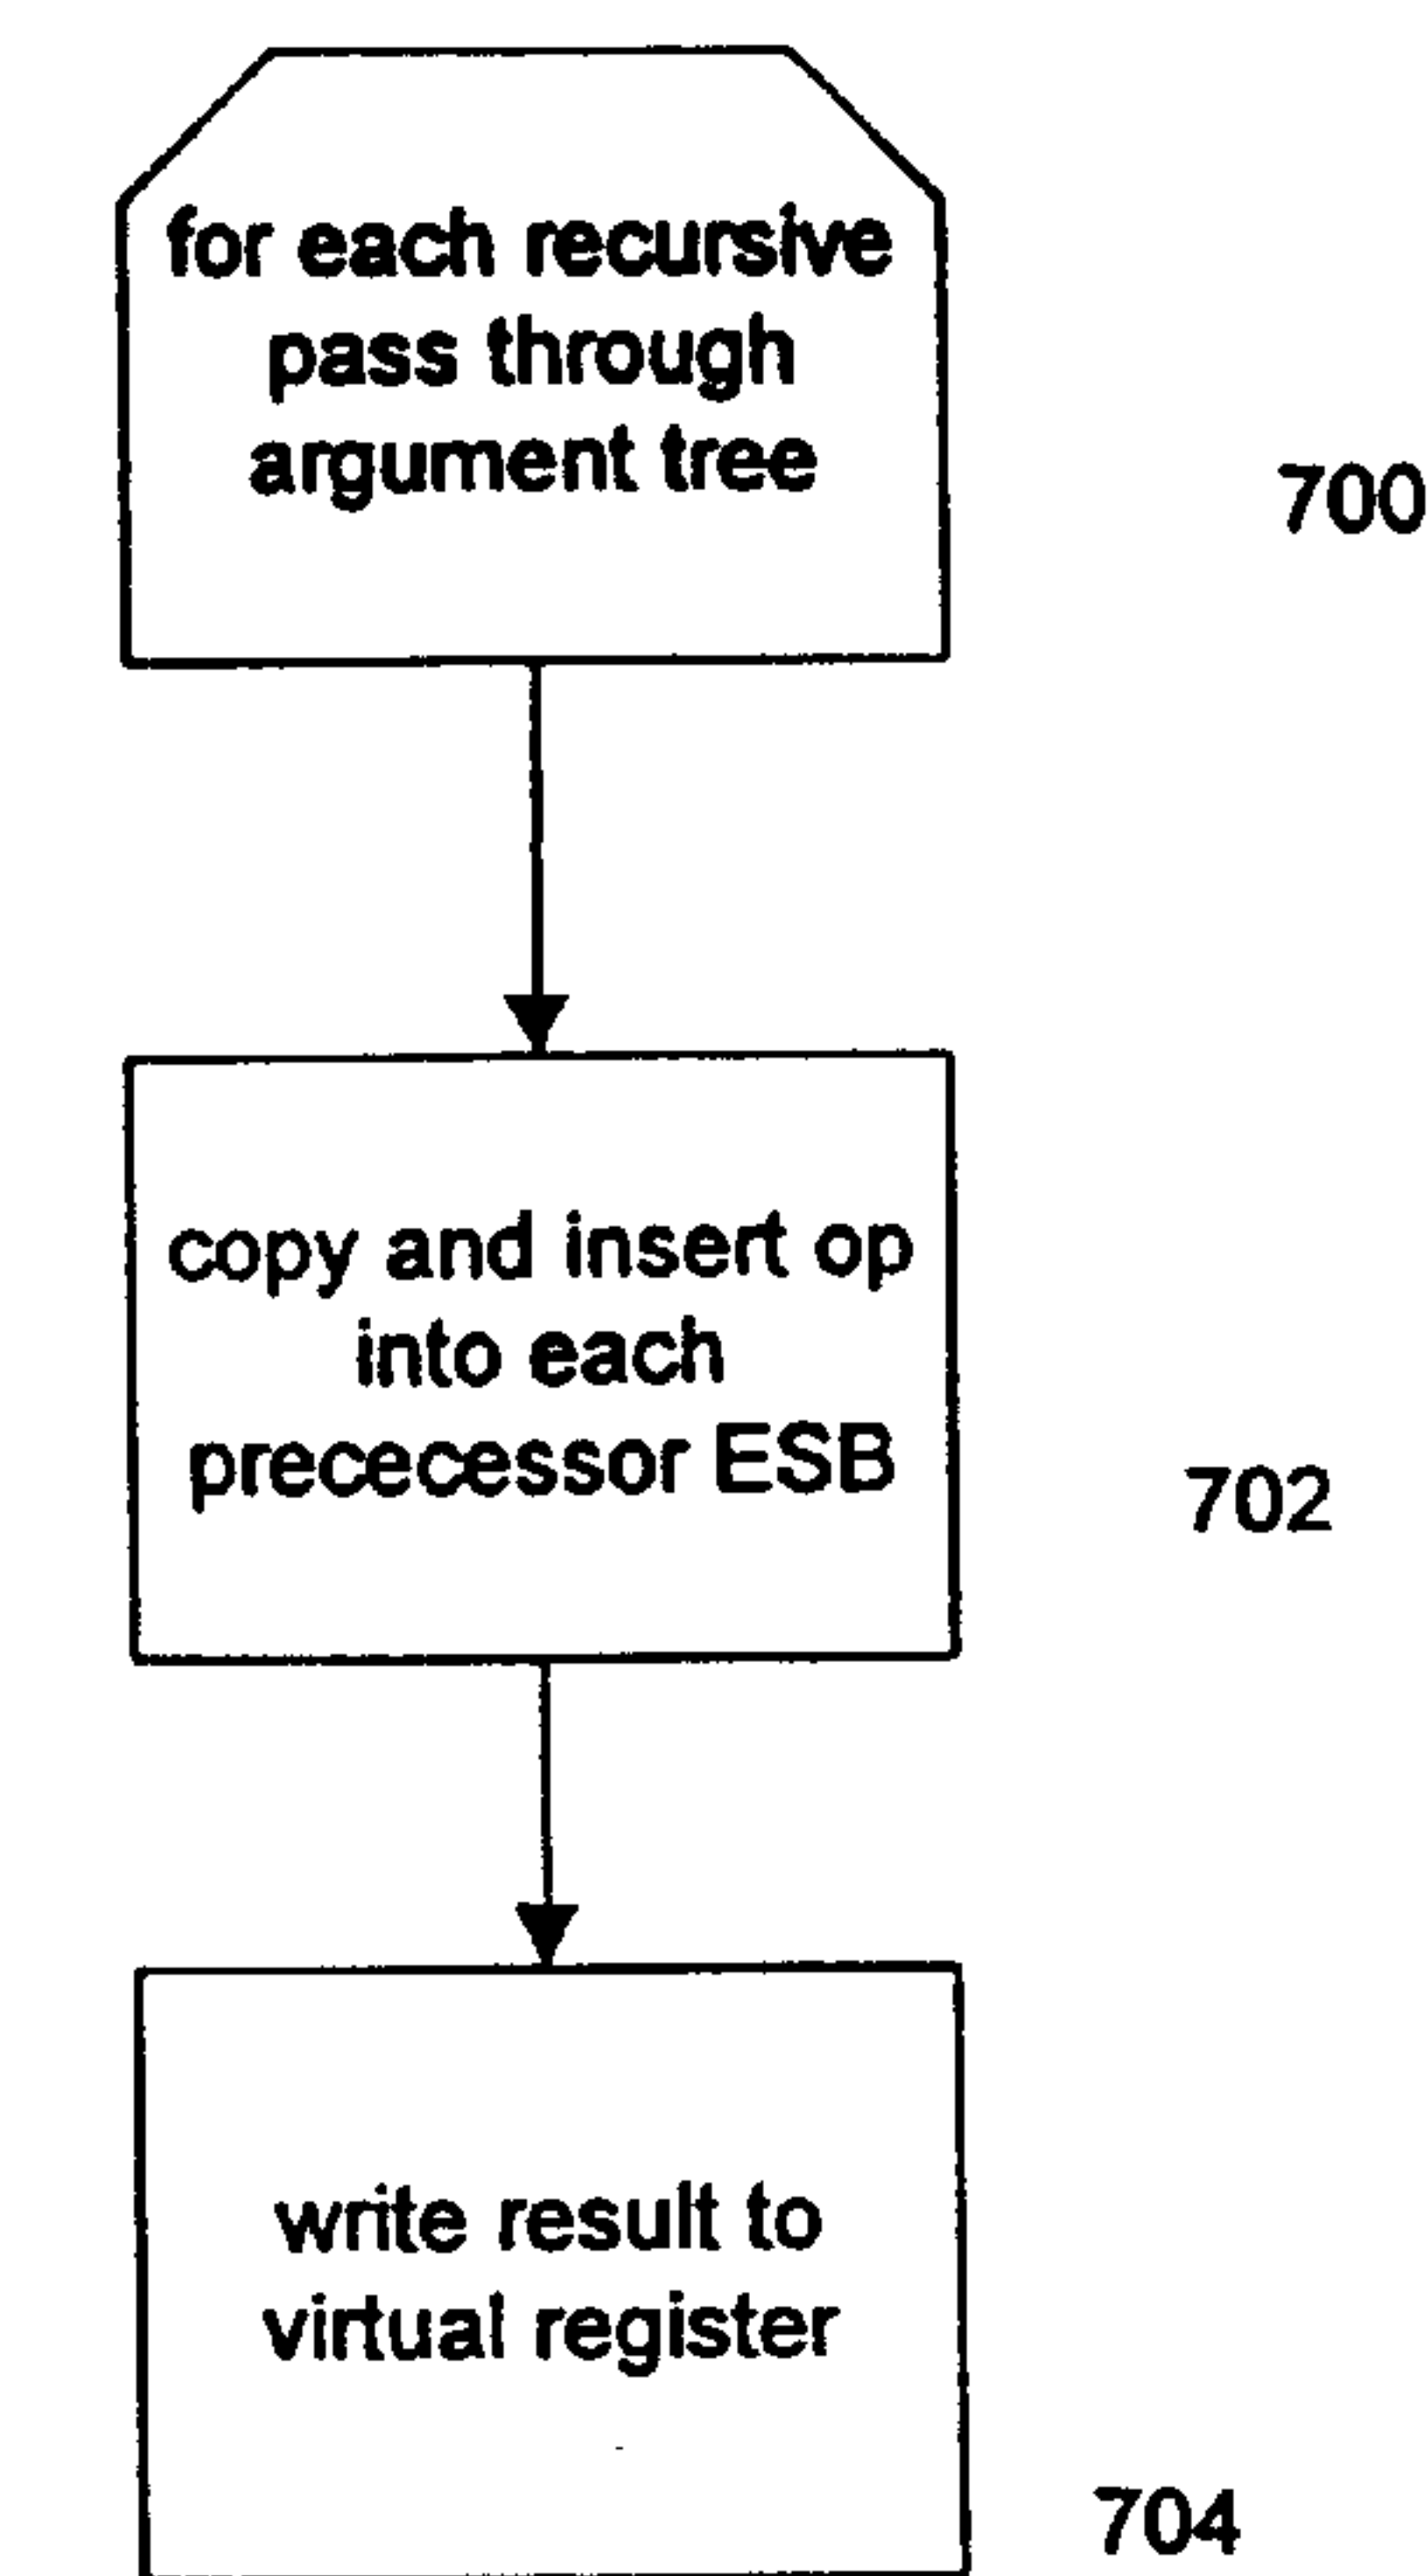 for each recursive
pass through
argument tree
700
copy and insert op
into each
prececessor ESB
702
write result to
virtual register
704